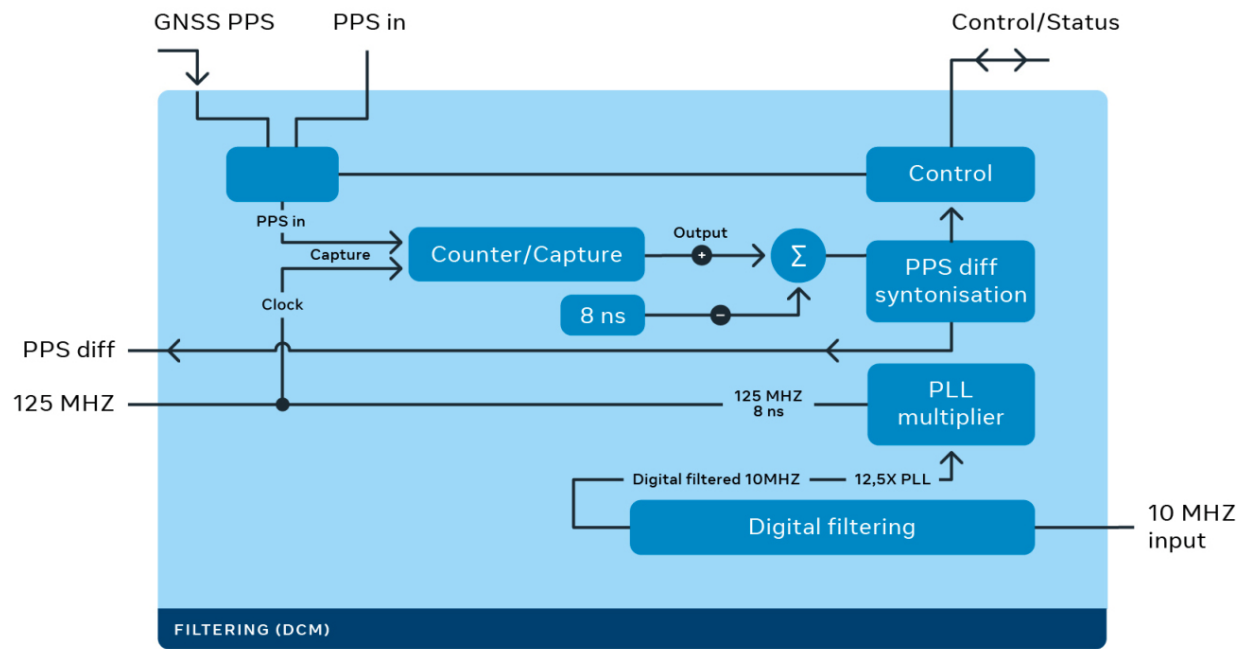 GNSS PPS
PPS in
Control/Status
Control
PPS in
Capture
Counter/Capture
Output
+
Σ
PPS diff
syntonisation
Clock
8 ns
−
PPS diff
125 MHZ
125 MHZ
8 ns
PLL
multiplier
Digital filtered 10MHZ
12,5X PLL
Digital filtering
10 MHZ
input
FILTERING (DCM)